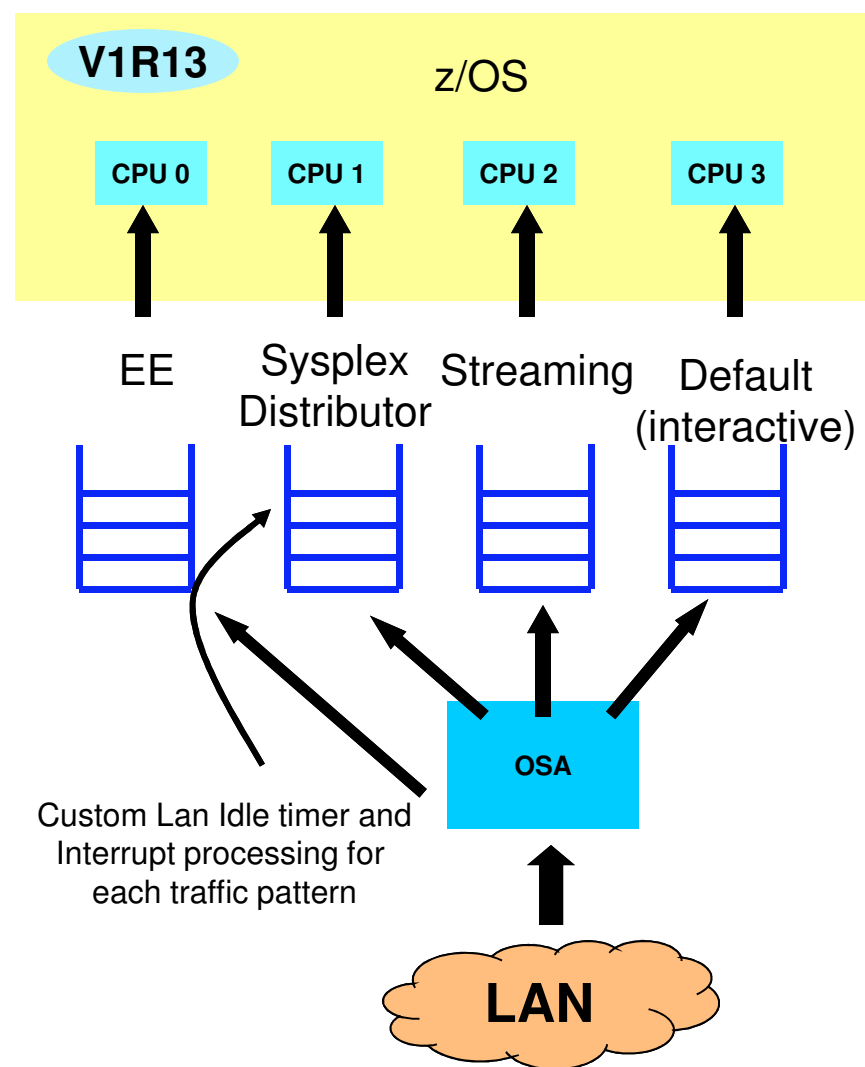 V1R13
z/OS
CPU 0
CPU 1
CPU 2
CPU 3
EE
Sysplex
Distributor
Streaming
Default
(interactive)
OSA
Custom Lan Idle timer and
Interrupt processing for
each traffic pattern
LAN